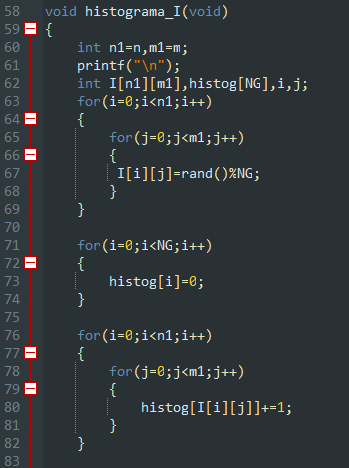 58 void histograma_I(void)
59 {
60     int n1=n,m1=m;
61     printf("\n");
62     int I[n1][m1],histog[NG],i,j;
63     for(i=0;i<n1;i++)
64     {
65         for(j=0;j<m1;j++)
66         {
67          I[i][j]=rand()%NG;
68         }
69     }
70
71     for(i=0;i<NG;i++)
72     {
73         histog[i]=0;
74     }
75
76     for(i=0;i<n1;i++)
77     {
78         for(j=0;j<m1;j++)
79         {
80             histog[I[i][j]]+=1;
81         }
82     }
83